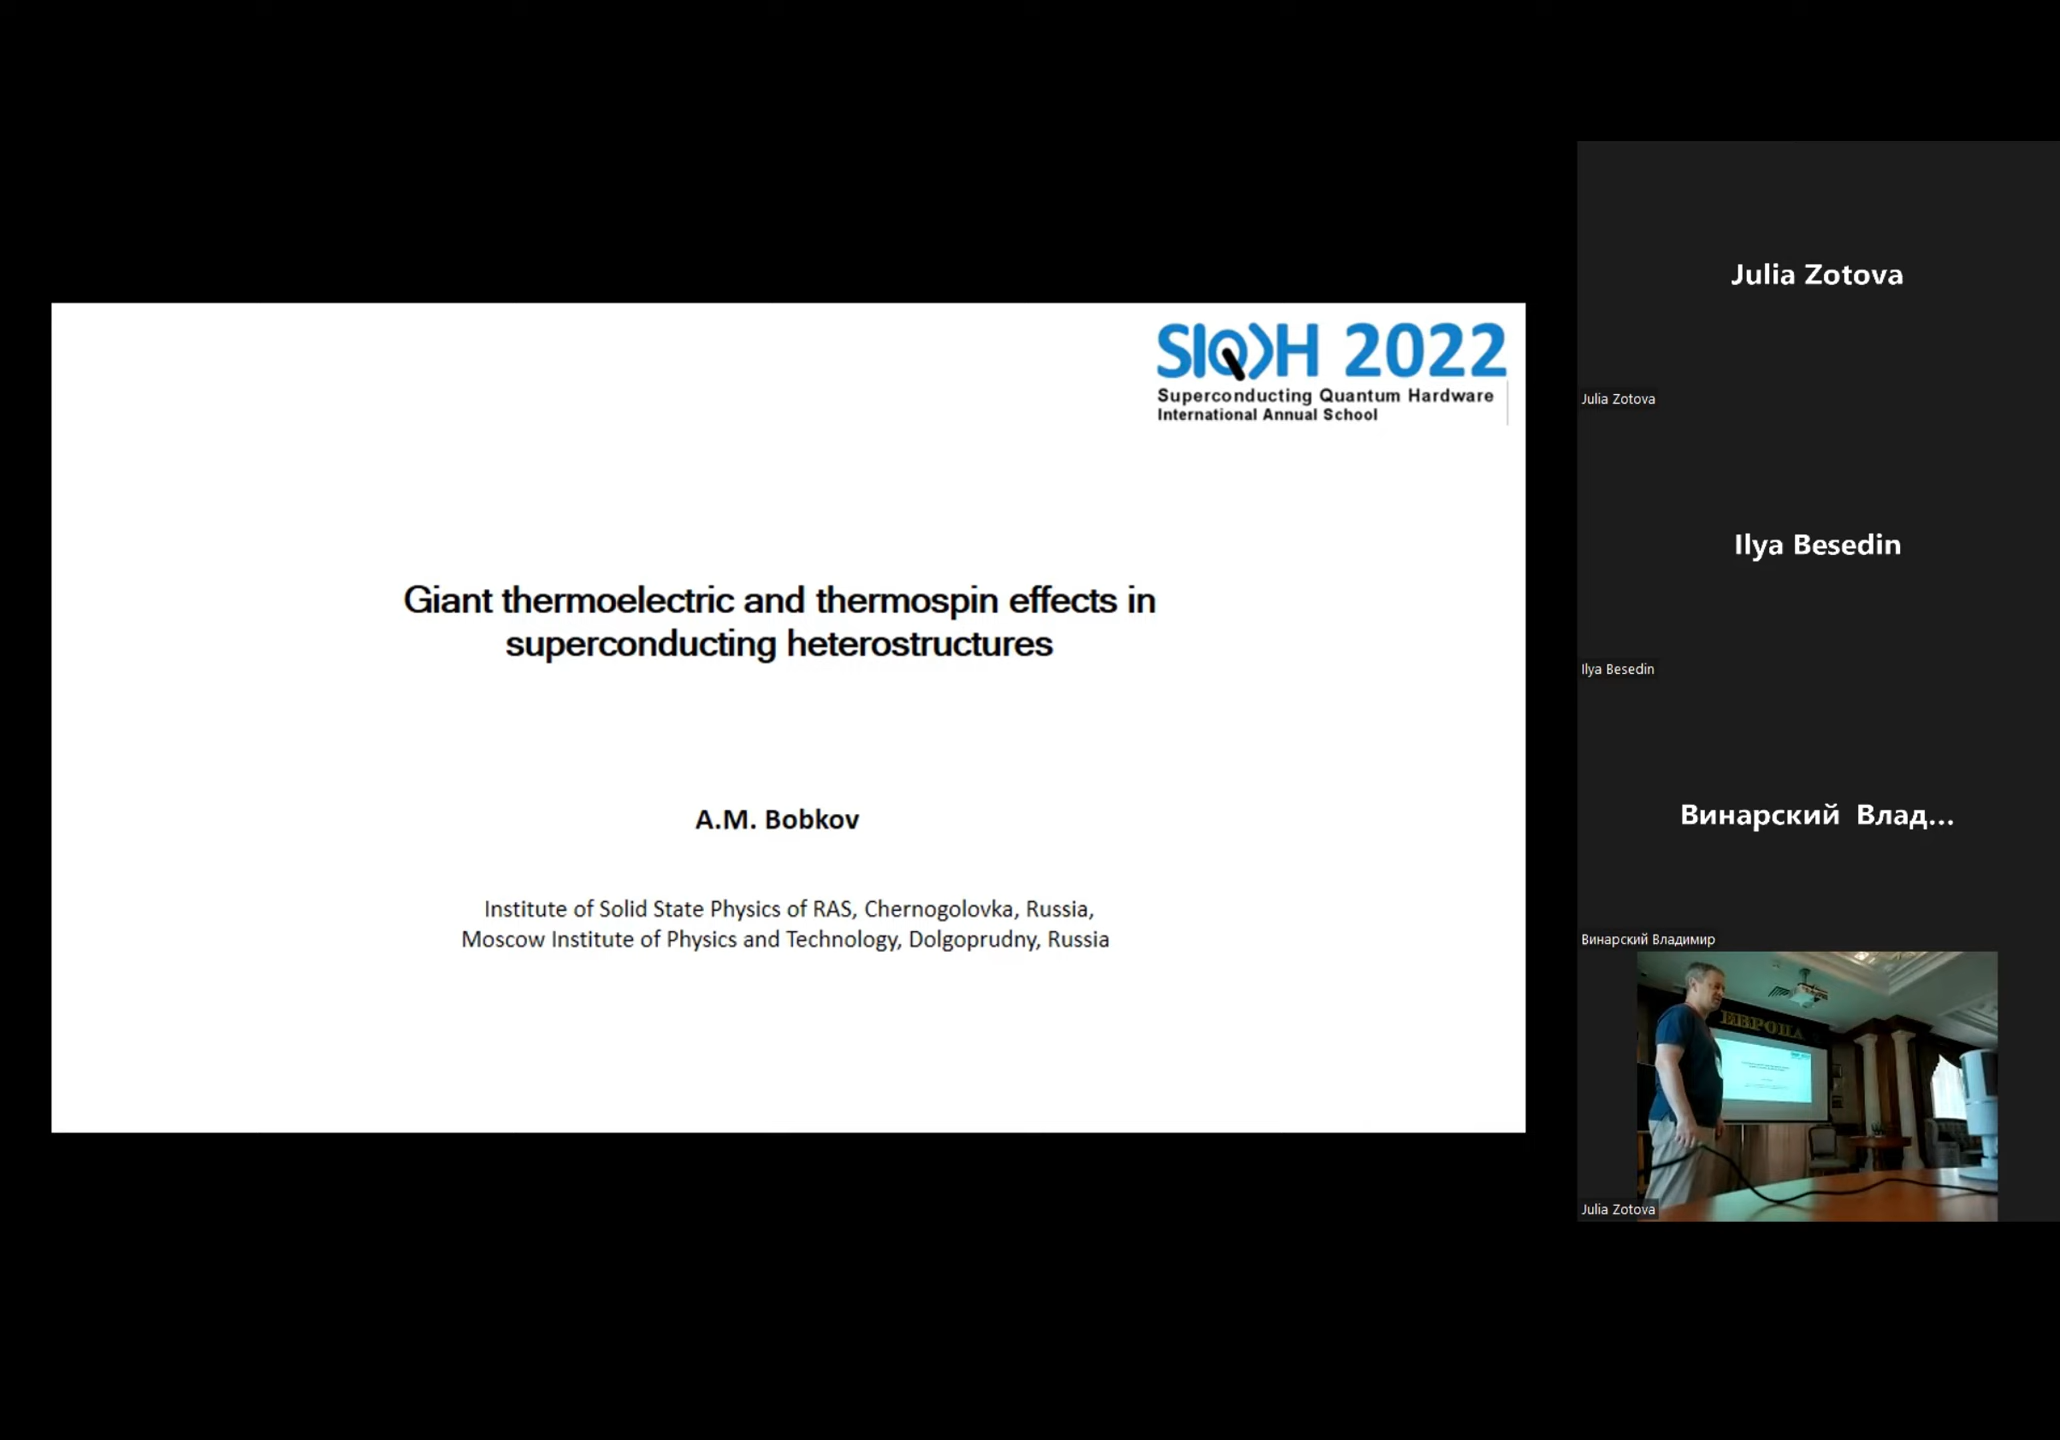 SIQH 2022
Superconducting Quantum Hardware
International Annual School
Giant thermoelectric and thermospin effects in
superconducting heterostructures
A.M. Bobkov
Institute of Solid State Physics of RAS, Chernogolovka, Russia,
Moscow Institute of Physics and Technology, Dolgoprudny, Russia
Julia Zotova
Julia Zotova
Ilya Besedin
Ilya Besedin
Винарский Влад...
Винарский Владимир
ЕВРОПА
Julia Zotova